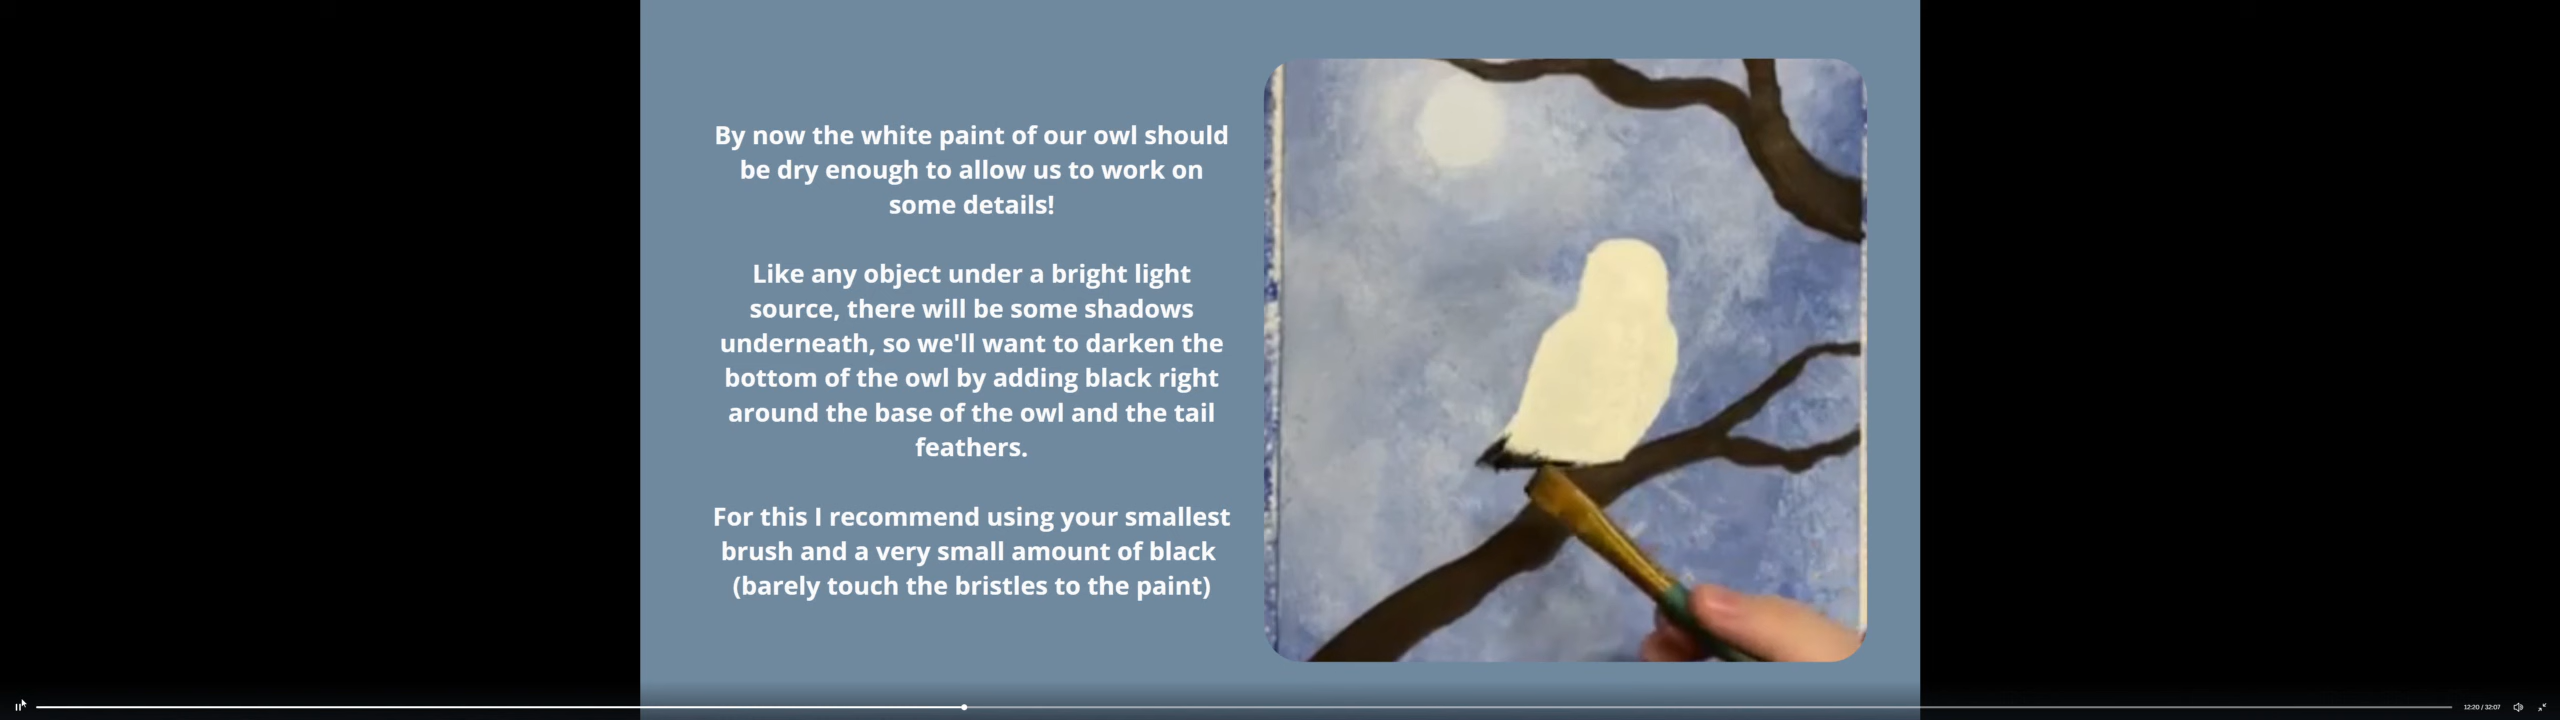 By now the white paint of our owl should
be dry enough to allow us to work on
some details!
Like any object under a bright light
source, there will be some shadows
underneath, so we'll want to darken the
bottom of the owl by adding black right
around the base of the owl and the tail
feathers.
For this I recommend using your smallest
brush and a very small amount of black
(barely touch the bristles to the paint)
12:20 / 32:07